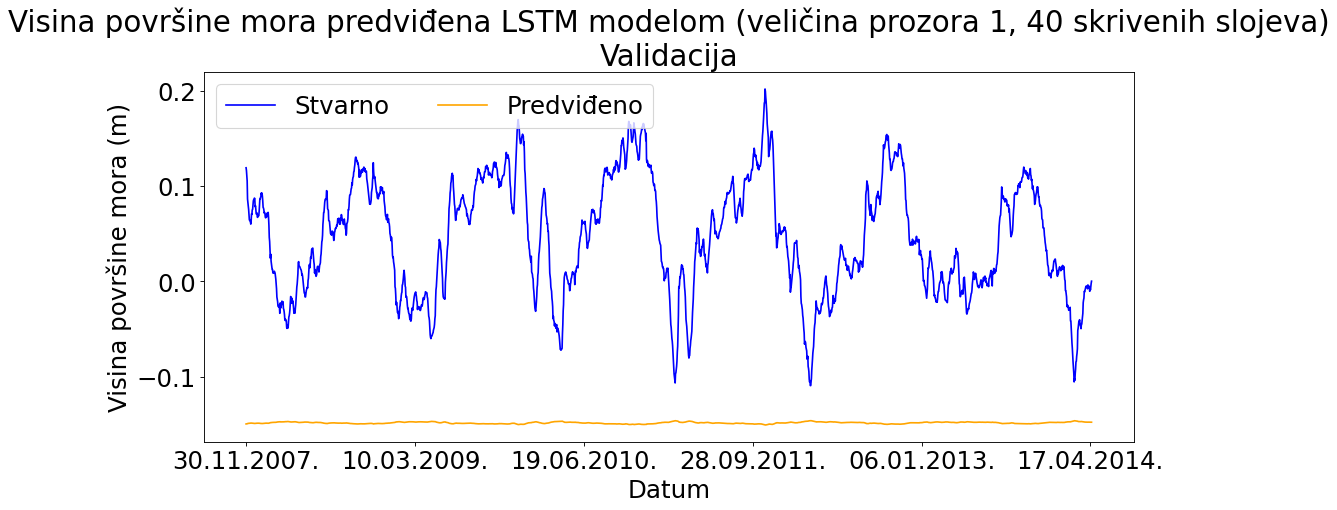 Visina površine mora predviđena LSTM modelom (veličina prozora 1, 40 skrivenih slojeva)
Validacija
Stvarno Predviđeno
Visina površine mora (m)
0.2
0.1
0.0
−0.1
30.11.2007. 10.03.2009. 19.06.2010. 28.09.2011. 06.01.2013. 17.04.2014.
Datum